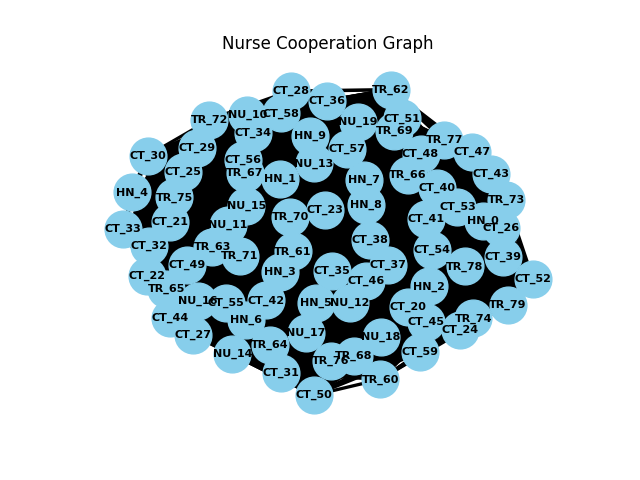 Nurse Cooperation Graph
CT_28
TR_62
CT_36
NU_10
CT_58
TR_72
CT_51
NU_19
TR_69
CT_34
HN_9
TR_77
CT_29
CT_57
CT_48
CT_47
CT_30
CT_56
NU_13
CT_25
TR_67
HN_1
HN_7
TR_66
CT_43
CT_40
HN_4
TR_75
TR_73
NU_15
CT_23
HN_8
CT_53
TR_70
CT_41
HN_0
CT_21
NU_11
CT_26
CT_33
CT_32
TR_63
CT_38
TR_61
CT_54
TR_71
CT_39
CT_49
CT_37
TR_78
HN_3
CT_35
CT_22
CT_46
CT_52
TR_65
HN_2
NU_16
CT_55
CT_42
HN_5
NU_12
CT_20
TR_79
CT_44
HN_6
CT_45
TR_74
CT_24
CT_27
NU_17
NU_18
TR_64
NU_14
CT_59
TR_76
TR_68
CT_31
TR_60
CT_50